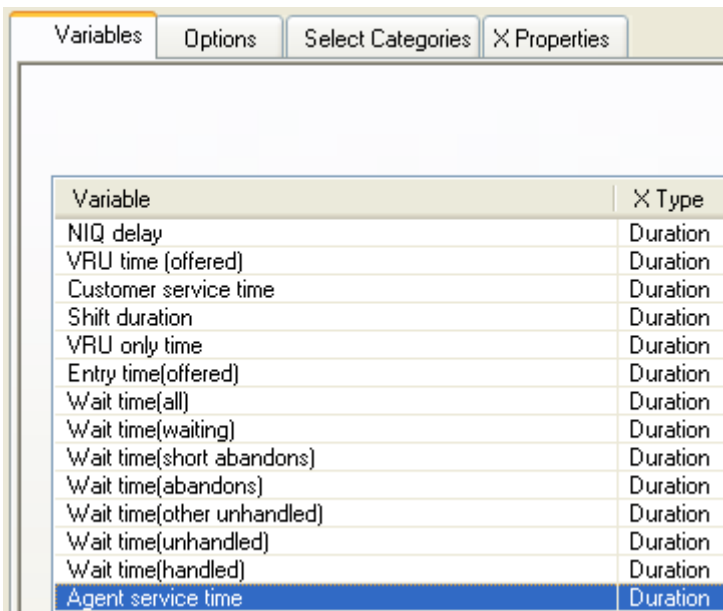 Variables Options Select Categories X Properties
Variable X Type
NIQ delay Duration
VRU time (offered) Duration
Customer service time Duration
Shift duration Duration
VRU only time Duration
Entry time(offered) Duration
Wait time(all) Duration
Wait time(waiting) Duration
Wait time(short abandons) Duration
Wait time(abandons) Duration
Wait time(other unhandled) Duration
Wait time(unhandled) Duration
Wait time(handled) Duration
Agent service time Duration